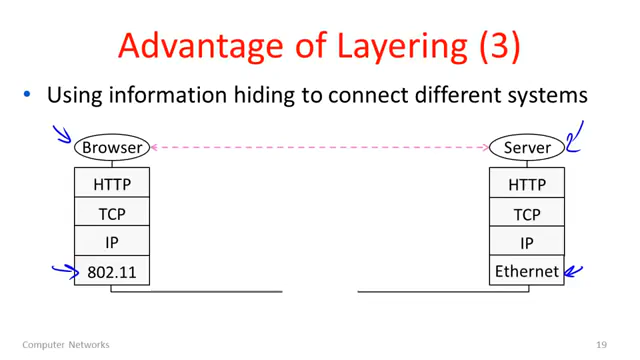 Advantage of Layering (3)
• Using information hiding to connect different systems
Browser Server
HTTP HTTP
TCP TCP
IP IP
802.11 Ethernet
Computer Networks 19